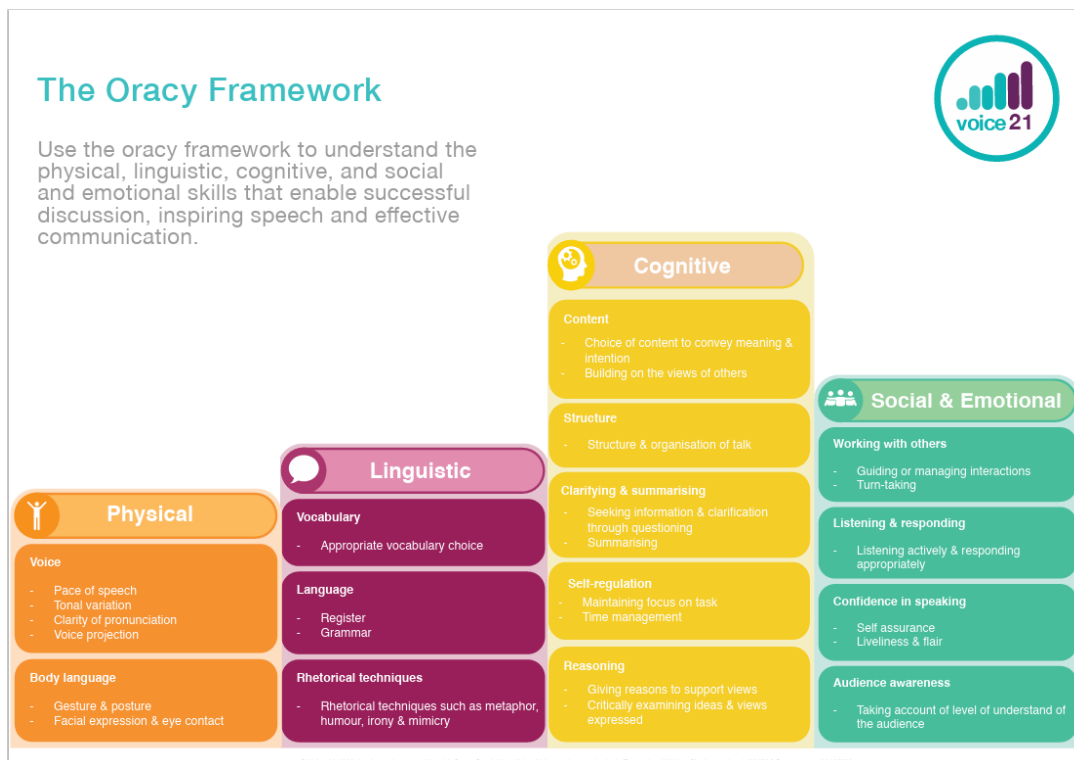 The Oracy Framework
Use the oracy framework to understand the
physical, linguistic, cognitive, and social
and emotional skills that enable successful
discussion, inspiring speech and effective
communication.
voice 21
Physical
Voice
- Pace of speech
- Tonal variation
- Clarity of pronunciation
- Voice projection
Body language
- Gesture & posture
- Facial expression & eye contact
Linguistic
Vocabulary
- Appropriate vocabulary choice
Language
- Register
- Grammar
Rhetorical techniques
- Rhetorical techniques such as metaphor,
humour, irony & mimicry
Cognitive
Content
- Choice of content to convey meaning &
intention
- Building on the views of others
Structure
- Structure & organisation of talk
Clarifying & summarising
- Seeking information & clarification
through questioning
- Summarising
Self-regulation
- Maintaining focus on task
- Time management
Reasoning
- Giving reasons to support views
- Critically examining ideas & views
expressed
Social & Emotional
Working with others
- Guiding or managing interactions
- Turn-taking
Listening & responding
- Listening actively & responding
appropriately
Confidence in speaking
- Self assurance
- Liveliness & flair
Audience awareness
- Taking account of level of understand of
the audience